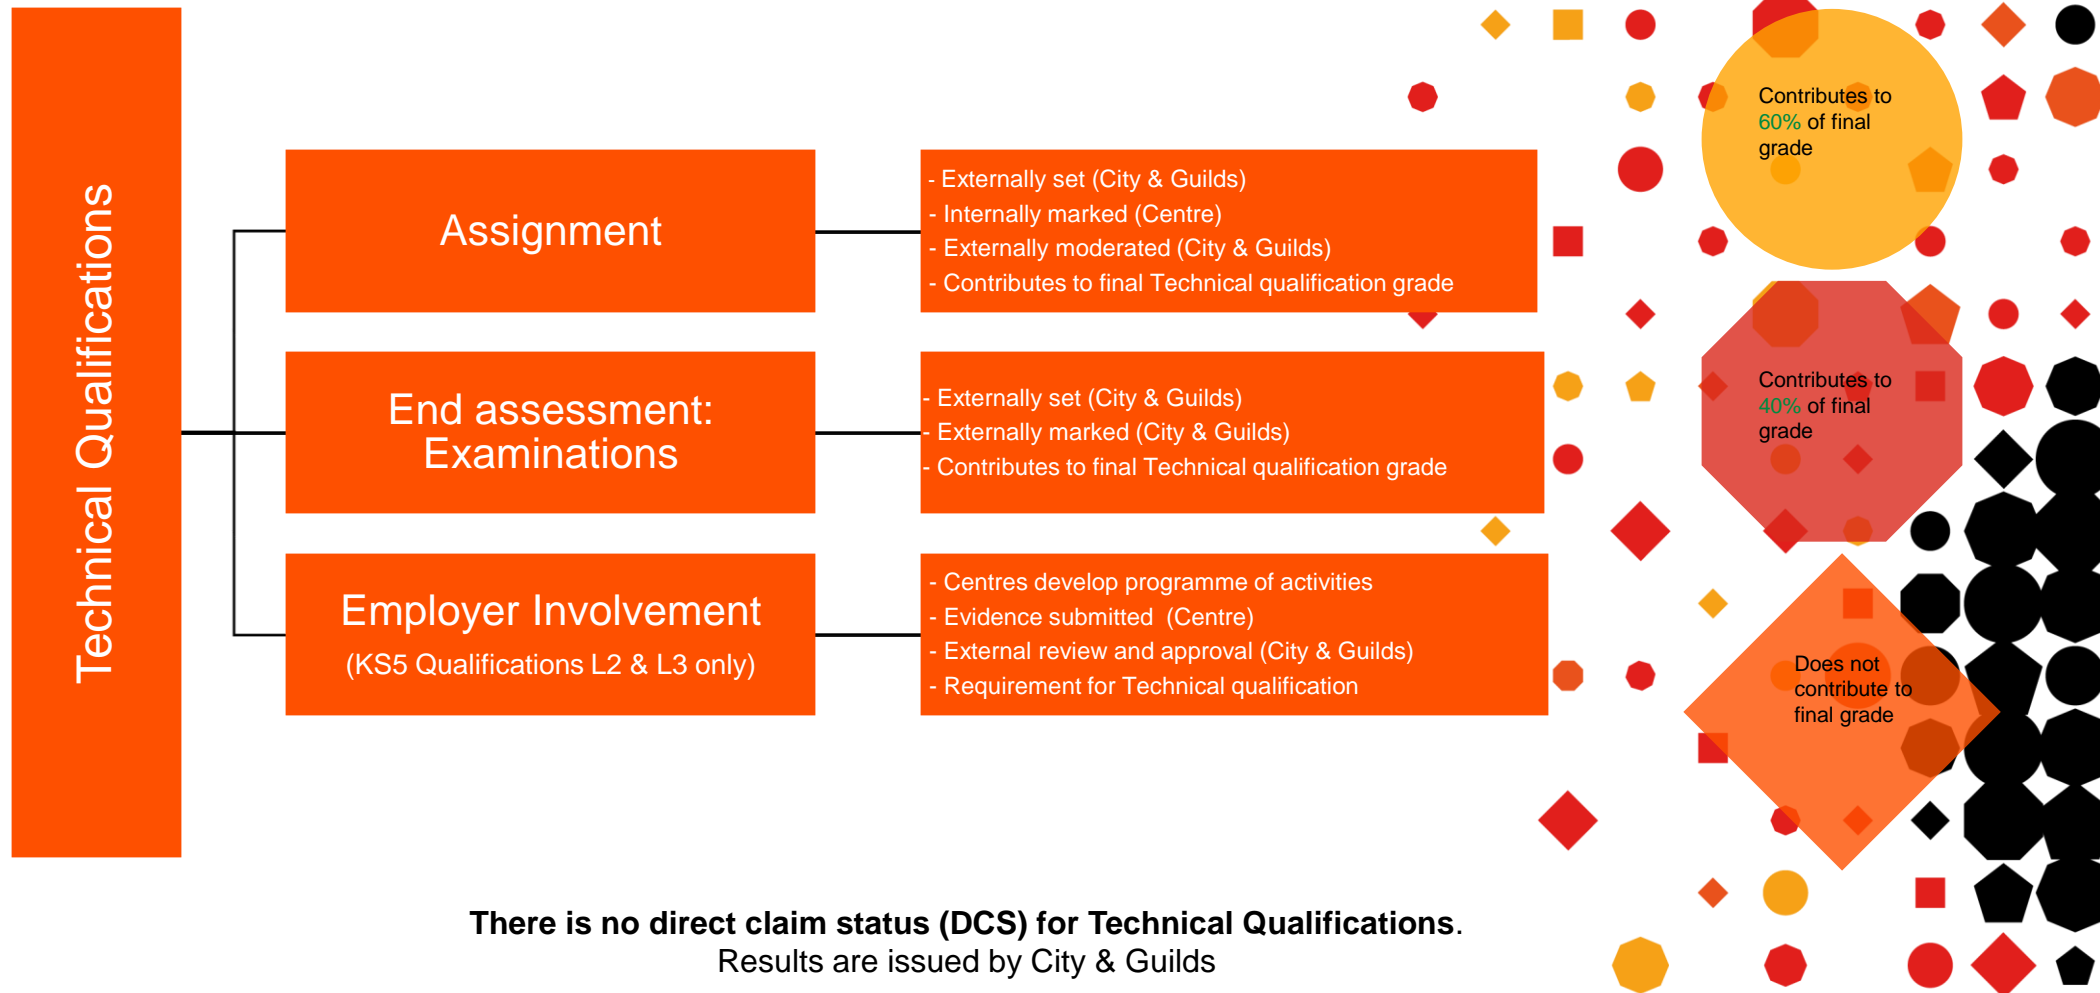 Technical Qualifications
Assignment
- Externally set (City & Guilds)
- Internally marked (Centre)
- Externally moderated (City & Guilds)
- Contributes to final Technical qualification grade
Contributes to
60% of final
grade
End assessment:
Examinations
- Externally set (City & Guilds)
- Externally marked (City & Guilds)
- Contributes to final Technical qualification grade
Contributes to
40% of final
grade
Employer Involvement
(KS5 Qualifications L2 & L3 only)
- Centres develop programme of activities
- Evidence submitted  (Centre)
- External review and approval (City & Guilds)
- Requirement for Technical qualification
Does not
contribute to
final grade
There is no direct claim status (DCS) for Technical Qualifications.
Results are issued by City & Guilds